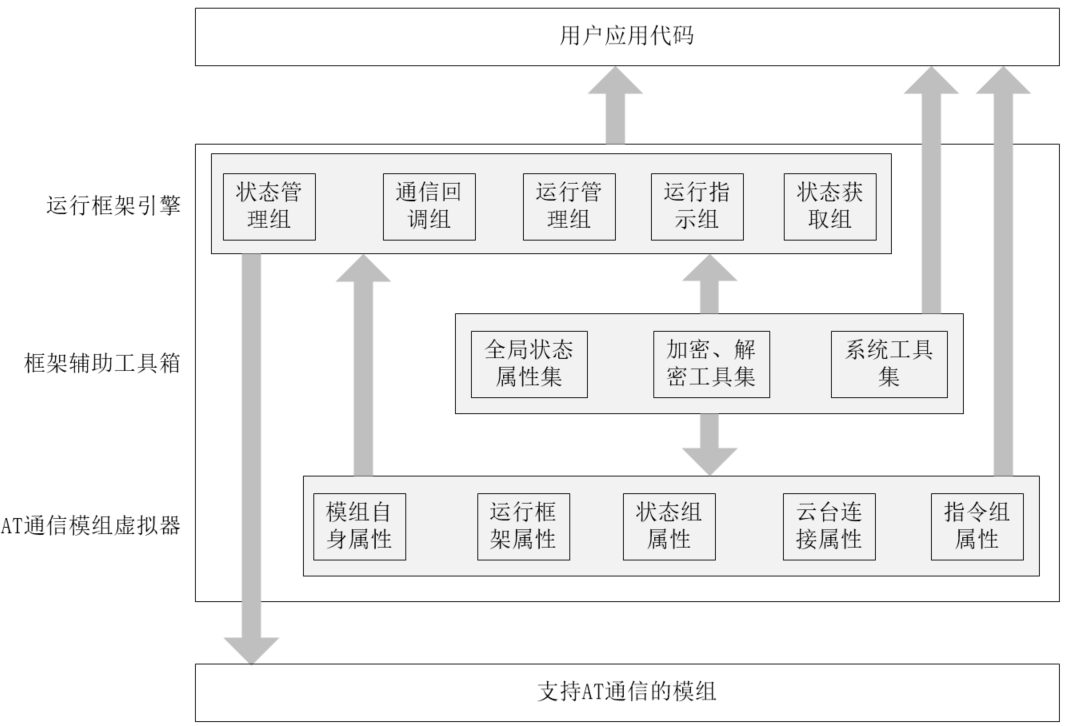 用户应用代码
运行框架引擎
状态管
理组
通信回
调组
运行管
理组
运行指
示组
状态获
取组
框架辅助工具箱
全局状态
属性集
加密、解
密工具集
系统工具
集
AT通信模组虚拟器
模组自
身属性
运行框
架属性
状态组
属性
云台连
接属性
指令组
属性
支持AT通信的模组